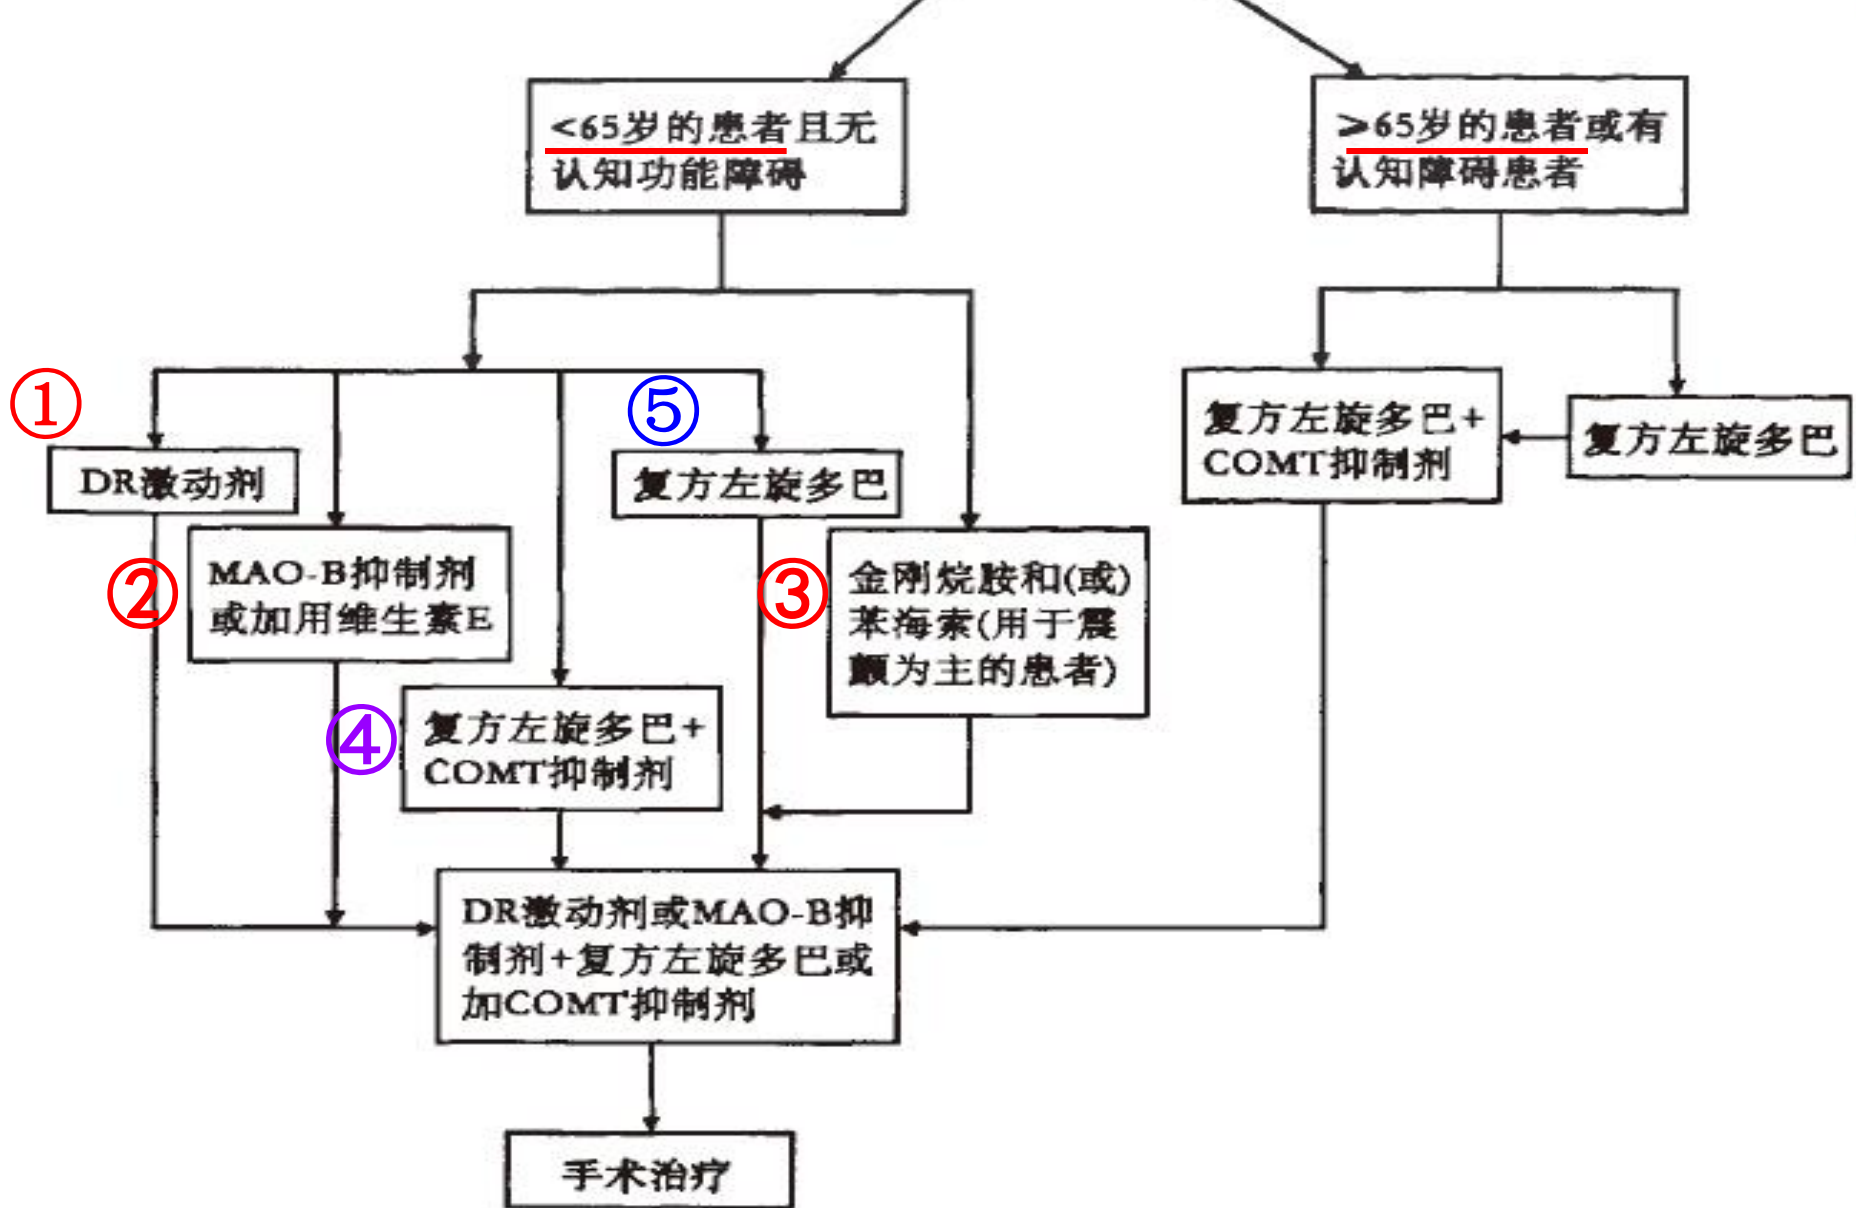 <65岁的患者且无
认知功能障碍
≥65岁的患者或有
认知障碍患者
①
DR激动剂
②
MAO-B抑制剂
或加用维生素E
④
复方左旋多巴+
COMT抑制剂
⑤
复方左旋多巴
③
金刚烷胺和(或)
苯海索(用于震
颤为主的患者)
复方左旋多巴+
COMT抑制剂
复方左旋多巴
DR激动剂或MAO-B抑
制剂+复方左旋多巴或
加COMT抑制剂
手术治疗